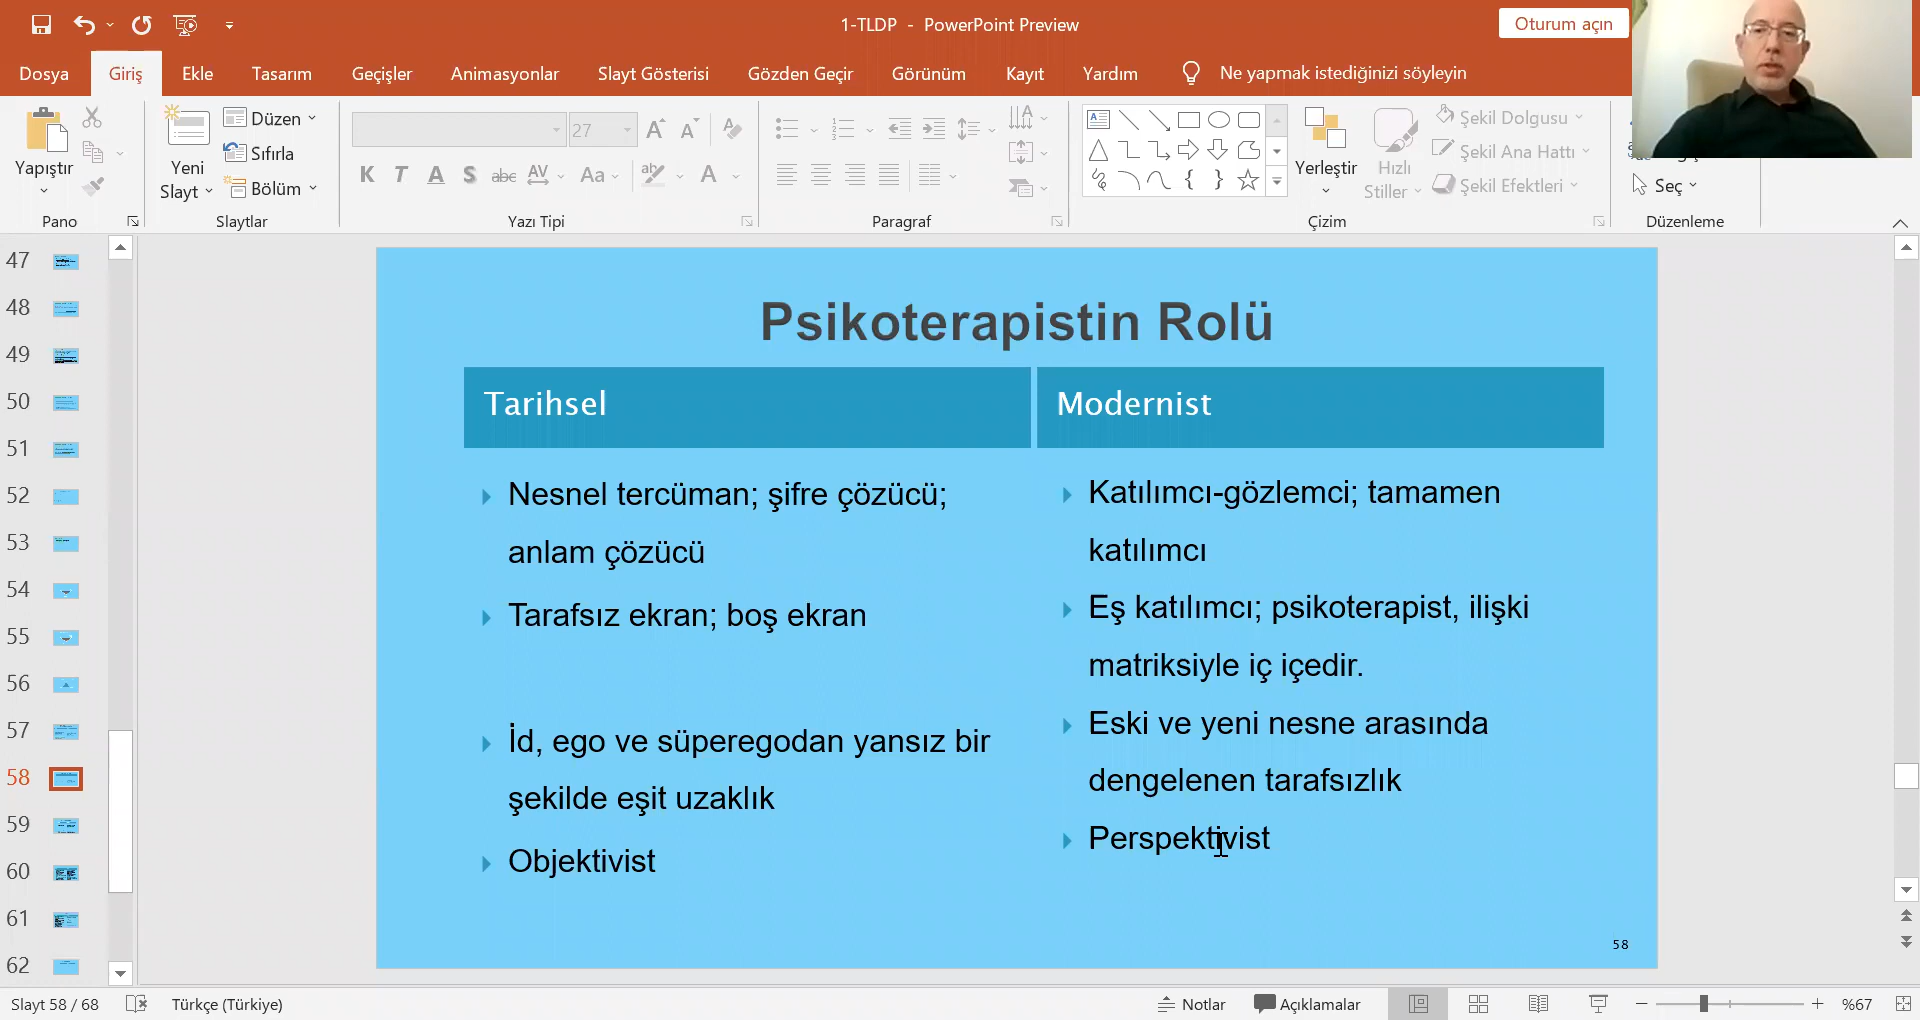 1-TLDP - PowerPoint Preview
Oturum açın
Dosya Giriş Ekle Tasarım Geçişler Animasyonlar Slayt Gösterisi Gözden Geçir Görünüm Kayıt Yardım Ne yapmak istediğinizi söyleyin
Yapıştır
Yeni
Slayt
Düzen
Sıfırla
Bölüm
27
K T A S abc AV Aa A
Yerleştir
Hızlı
Stiller
Şekil Dolgusu
Şekil Ana Hattı
Şekil Efektleri
Seç
Pano Slaytlar Yazı Tipi Paragraf Çizim Düzenleme
47
48
49
50
51
52
53
54
55
56
57
58
59
60
61
62
Psikoterapistin Rolü
Tarihsel
Nesnel tercüman; şifre çözücü;
anlam çözücü
Tarafsız ekran; boş ekran
İd, ego ve süperegodan yansız bir
şekilde eşit uzaklık
Objektivist
Modernist
Katılımcı-gözlemci; tamamen
katılımcı
Eş katılımcı; psikoterapist, ilişki
matriksiyle iç içedir.
Eski ve yeni nesne arasında
dengelenen tarafsızlık
Perspektivist
58
Slayt 58 / 68 Türkçe (Türkiye) Notlar Açıklamalar %67